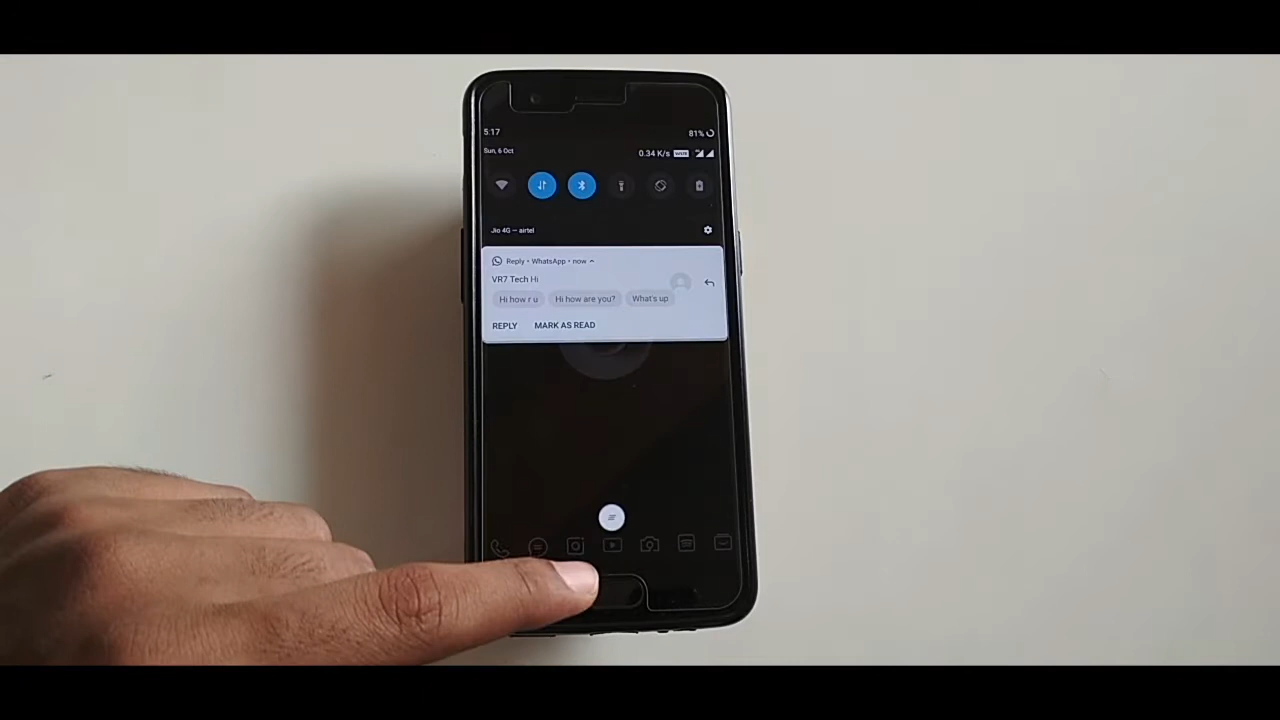 5:17
81%
Sun, 6 Oct
0.34 K/s
Jio 4G — airtel
Reply • WhatsApp • now
VR7 Tech Hi
Hi how r u
Hi how are you?
What's up
REPLY
MARK AS READ